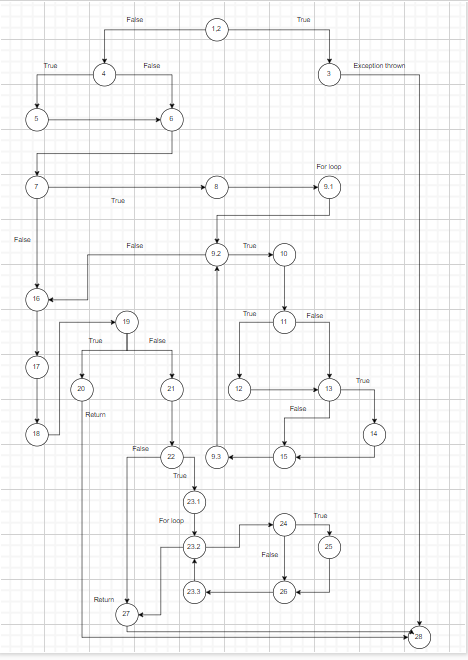 False
True
1,2
True
False
Exception thrown
4
3
5
6
For loop
7
8
9.1
True
False
False
True
9.2
10
16
True
False
19
11
True
False
17
True
20
21
12
13
Return
False
18
False
22
9.3
15
14
True
23.1
For loop
24
True
23.2
False
25
23.3
26
Return
27
28